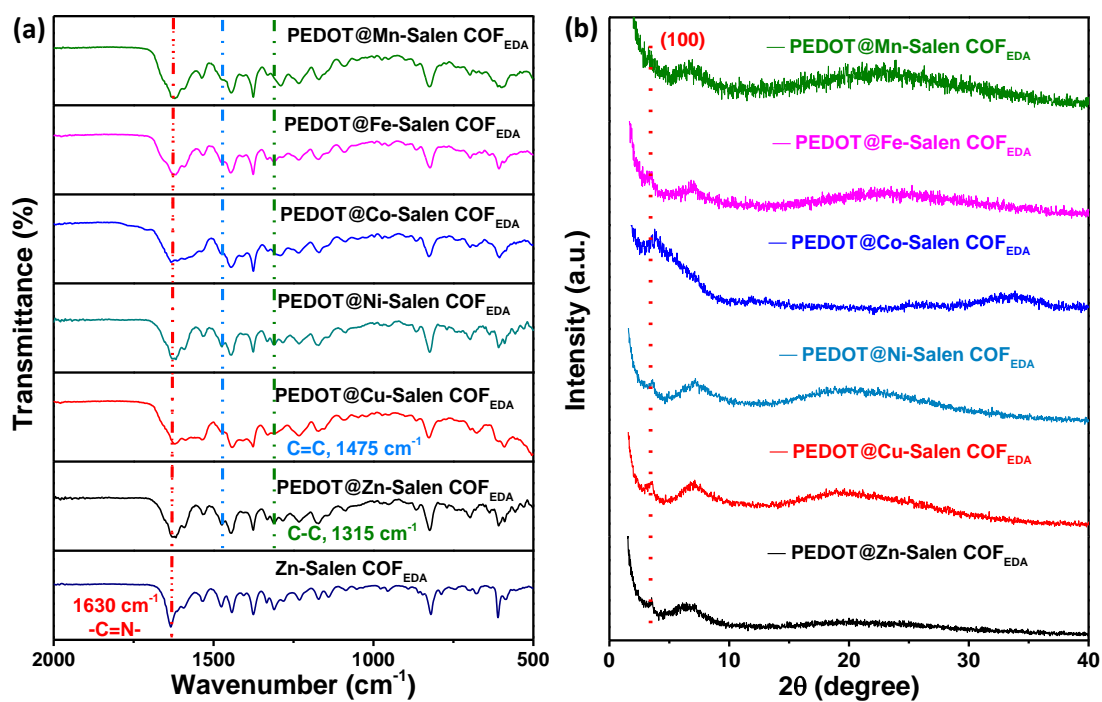 (a)
PEDOT@Mn-Salen COF_EDA
PEDOT@Fe-Salen COF_EDA
PEDOT@Co-Salen COF_EDA
PEDOT@Ni-Salen COF_EDA
PEDOT@Cu-Salen COF_EDA
C=C, 1475 cm⁻¹
PEDOT@Zn-Salen COF_EDA
C-C, 1315 cm⁻¹
Zn-Salen COF_EDA
1630 cm⁻¹
-C=N-
Transmittance (%)
2000 1500 1000 500
Wavenumber (cm⁻¹)
(b)
(100)
PEDOT@Mn-Salen COF_EDA
PEDOT@Fe-Salen COF_EDA
PEDOT@Co-Salen COF_EDA
PEDOT@Ni-Salen COF_EDA
PEDOT@Cu-Salen COF_EDA
PEDOT@Zn-Salen COF_EDA
Intensity (a.u.)
0 10 20 30 40
2θ (degree)